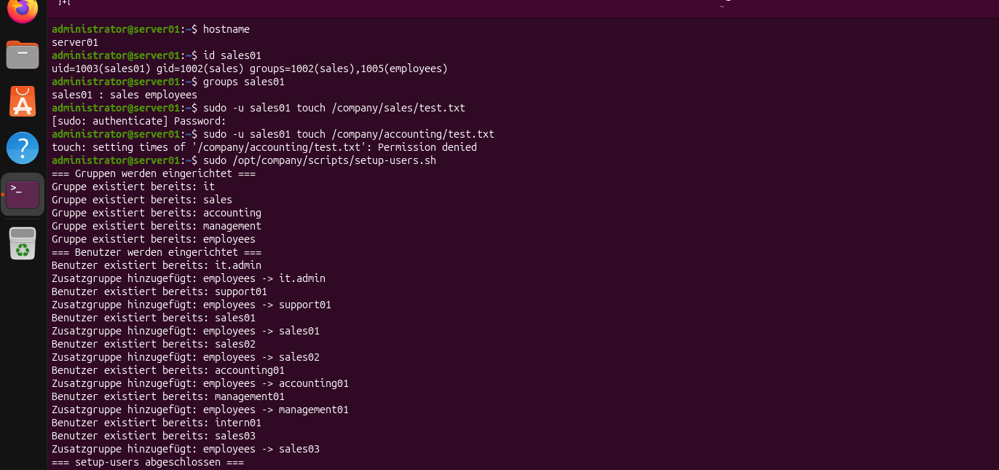 ]+[
~
administrator@server01:~$ hostname
server01
administrator@server01:~$ id sales01
uid=1003(sales01) gid=1002(sales) groups=1002(sales),1005(employees)
administrator@server01:~$ groups sales01
sales01 : sales employees
administrator@server01:~$ sudo -u sales01 touch /company/sales/test.txt
[sudo: authenticate] Password:
administrator@server01:~$ sudo -u sales01 touch /company/accounting/test.txt
touch: setting times of '/company/accounting/test.txt': Permission denied
administrator@server01:~$ sudo /opt/company/scripts/setup-users.sh
=== Gruppen werden eingerichtet ===
Gruppe existiert bereits: it
Gruppe existiert bereits: sales
Gruppe existiert bereits: accounting
Gruppe existiert bereits: management
Gruppe existiert bereits: employees
=== Benutzer werden eingerichtet ===
Benutzer existiert bereits: it.admin
Zusatzgruppe hinzugefügt: employees -> it.admin
Benutzer existiert bereits: support01
Zusatzgruppe hinzugefügt: employees -> support01
Benutzer existiert bereits: sales01
Zusatzgruppe hinzugefügt: employees -> sales01
Benutzer existiert bereits: sales02
Zusatzgruppe hinzugefügt: employees -> sales02
Benutzer existiert bereits: accounting01
Zusatzgruppe hinzugefügt: employees -> accounting01
Benutzer existiert bereits: management01
Zusatzgruppe hinzugefügt: employees -> management01
Benutzer existiert bereits: intern01
Benutzer existiert bereits: sales03
Zusatzgruppe hinzugefügt: employees -> sales03
=== setup-users abgeschlossen ===